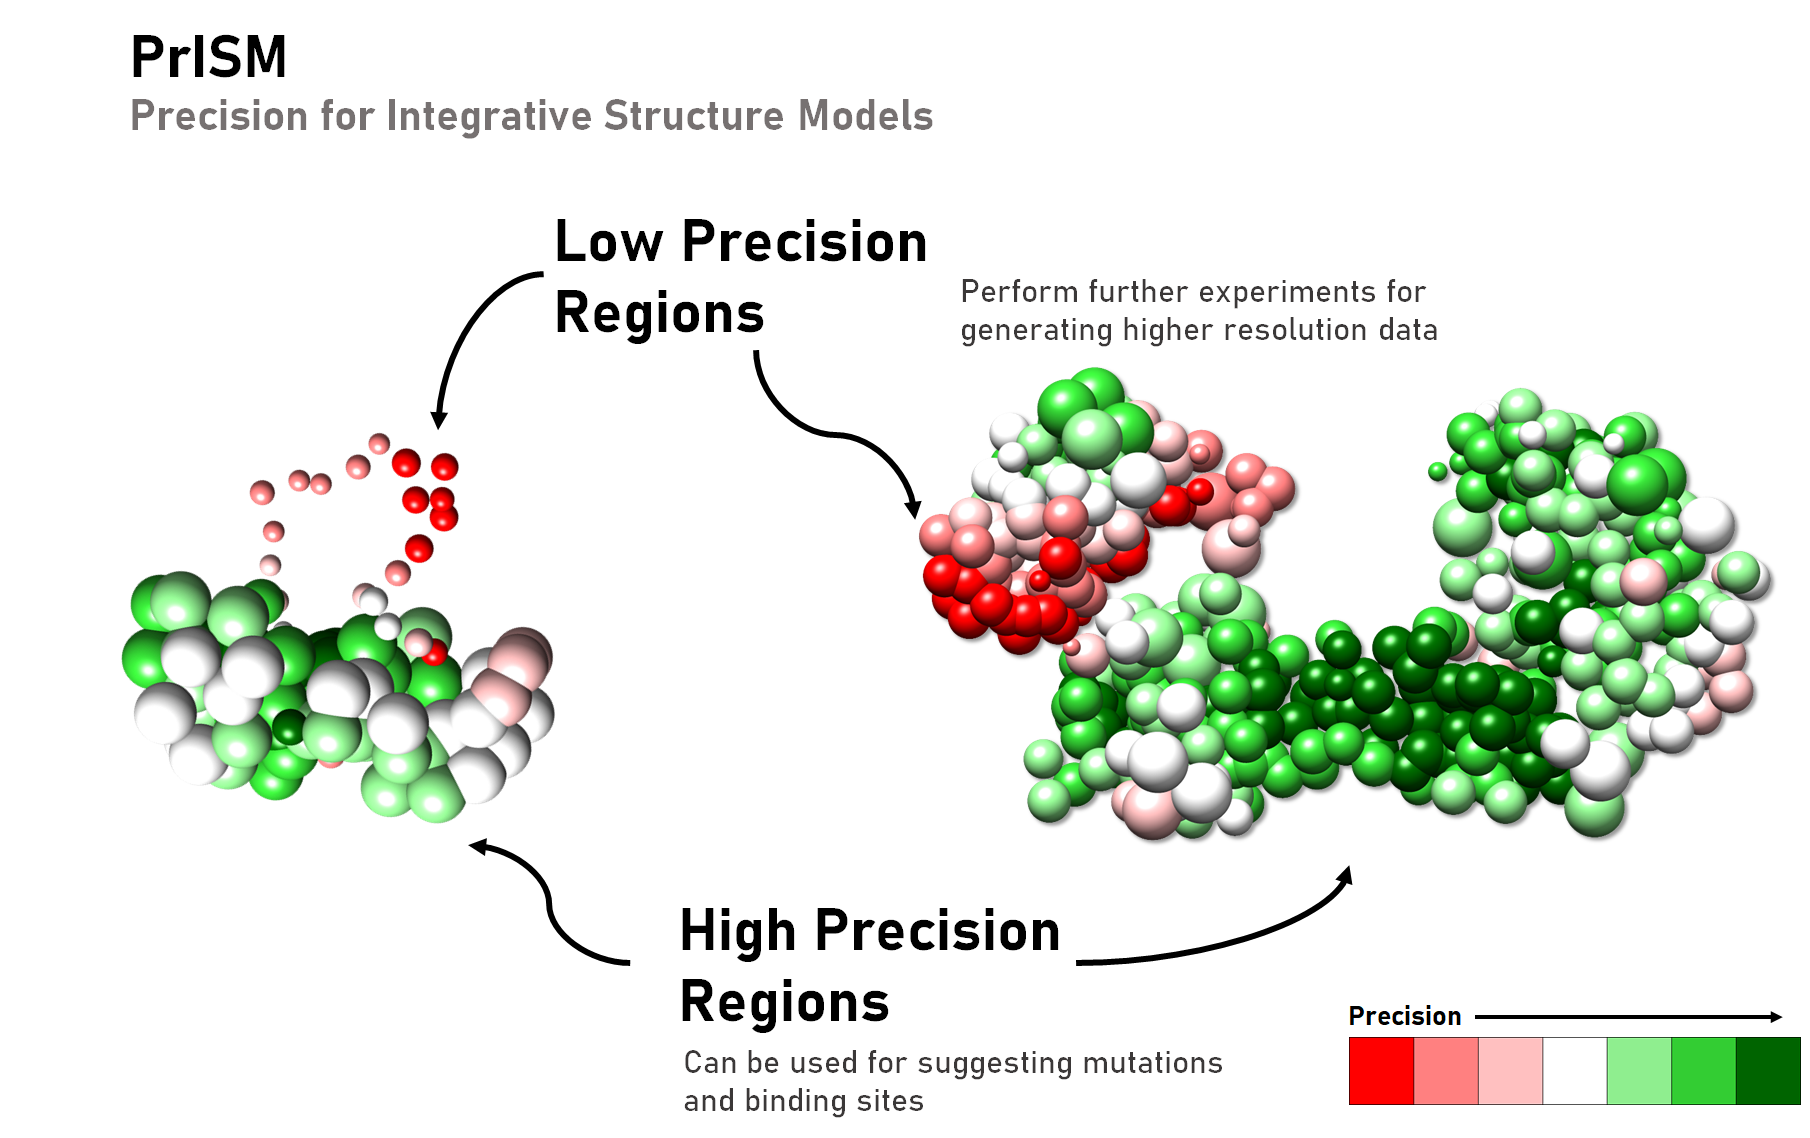 PrISM
Precision for Integrative Structure Models
Low Precision
Regions
Perform further experiments for
generating higher resolution data
High Precision
Regions
Can be used for suggesting mutations
and binding sites
Precision